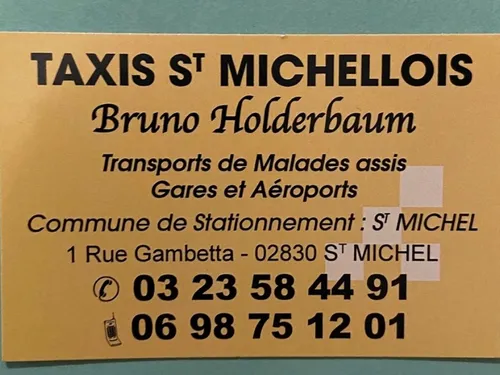 TAXIS ST MICHELLOIS
Bruno Holderbaum
Transports de Malades assis
Gares et Aéroports
Commune de Stationnement : ST MICHEL
1 Rue Gambetta - 02830 ST MICHEL
03 23 58 44 91
06 98 75 12 01